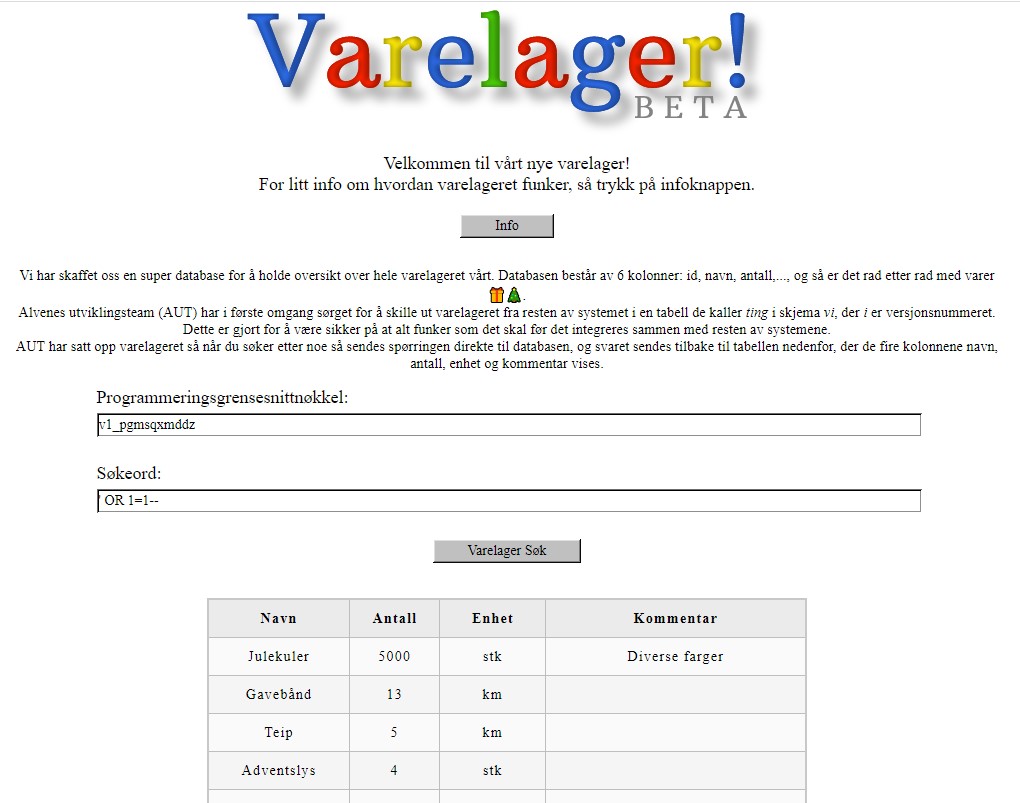 Varelager!
BETA
Velkommen til vårt nye varelager!
For litt info om hvordan varelageret funker, så trykk på infoknappen.
Info
Vi har skaffet oss en super database for å holde oversikt over hele varelageret vårt. Databasen består av 6 kolonner: id, navn, antall,..., og så er det rad etter rad med varer
🎁🎄.
Alvenes utviklingsteam (AUT) har i første omgang sørget for å skille ut varelageret fra resten av systemet i en tabell de kaller ting i skjema vi, der i er versjonsnummeret.
Dette er gjort for å være sikker på at alt funker som det skal før det integreres sammen med resten av systemene.
AUT har satt opp varelageret så når du søker etter noe så sendes spørringen direkte til databasen, og svaret sendes tilbake til tabellen nedenfor, der de fire kolonnene navn,
antall, enhet og kommentar vises.
Programmeringsgrensesnittnøkkel:
v1_pgmsqxmddz
Søkeord:
' OR 1=1--
Varelager Søk
Navn Antall Enhet Kommentar
Julekuler 5000 stk Diverse farger
Gavebånd 13 km
Teip 5 km
Adventslys 4 stk